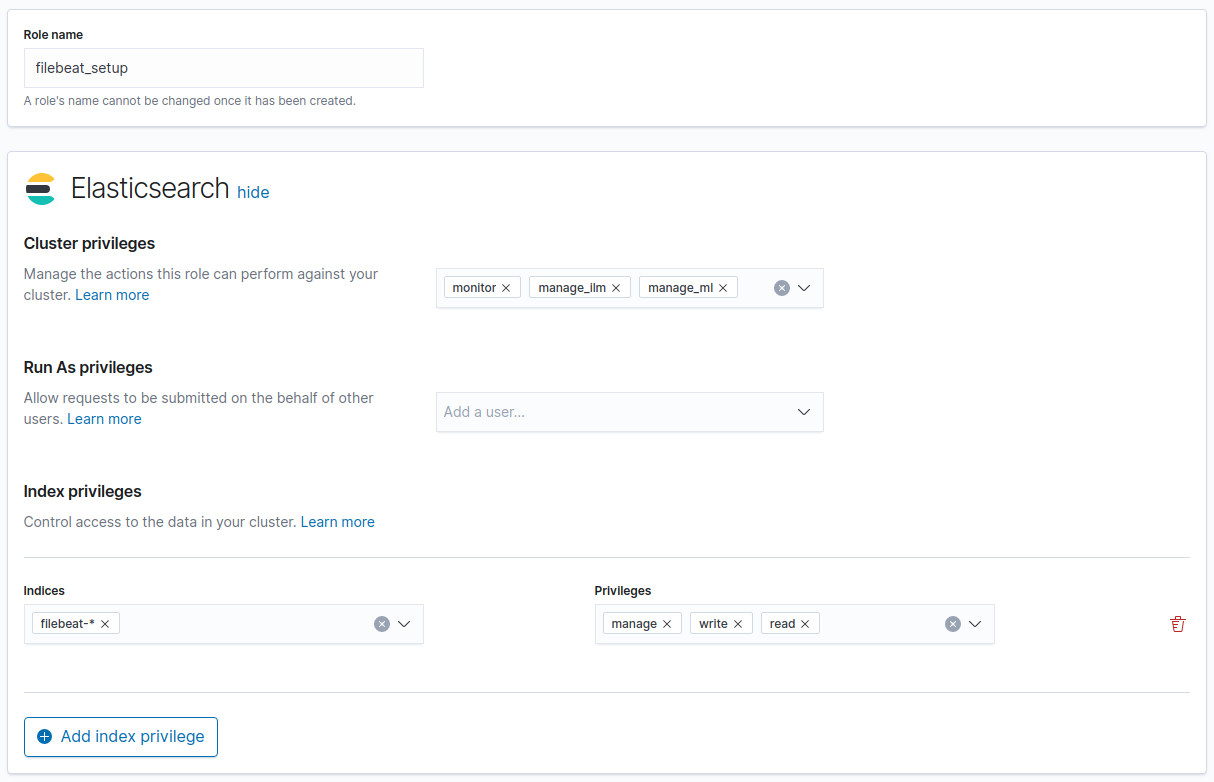 Role name
filebeat_setup
A role's name cannot be changed once it has been created.
Elasticsearch hide
Cluster privileges
Manage the actions this role can perform against your
cluster. Learn more
monitor manage_ilm manage_ml
Run As privileges
Allow requests to be submitted on the behalf of other
users. Learn more
Add a user...
Index privileges
Control access to the data in your cluster. Learn more
Indices
filebeat-*
Privileges
manage write read
Add index privilege